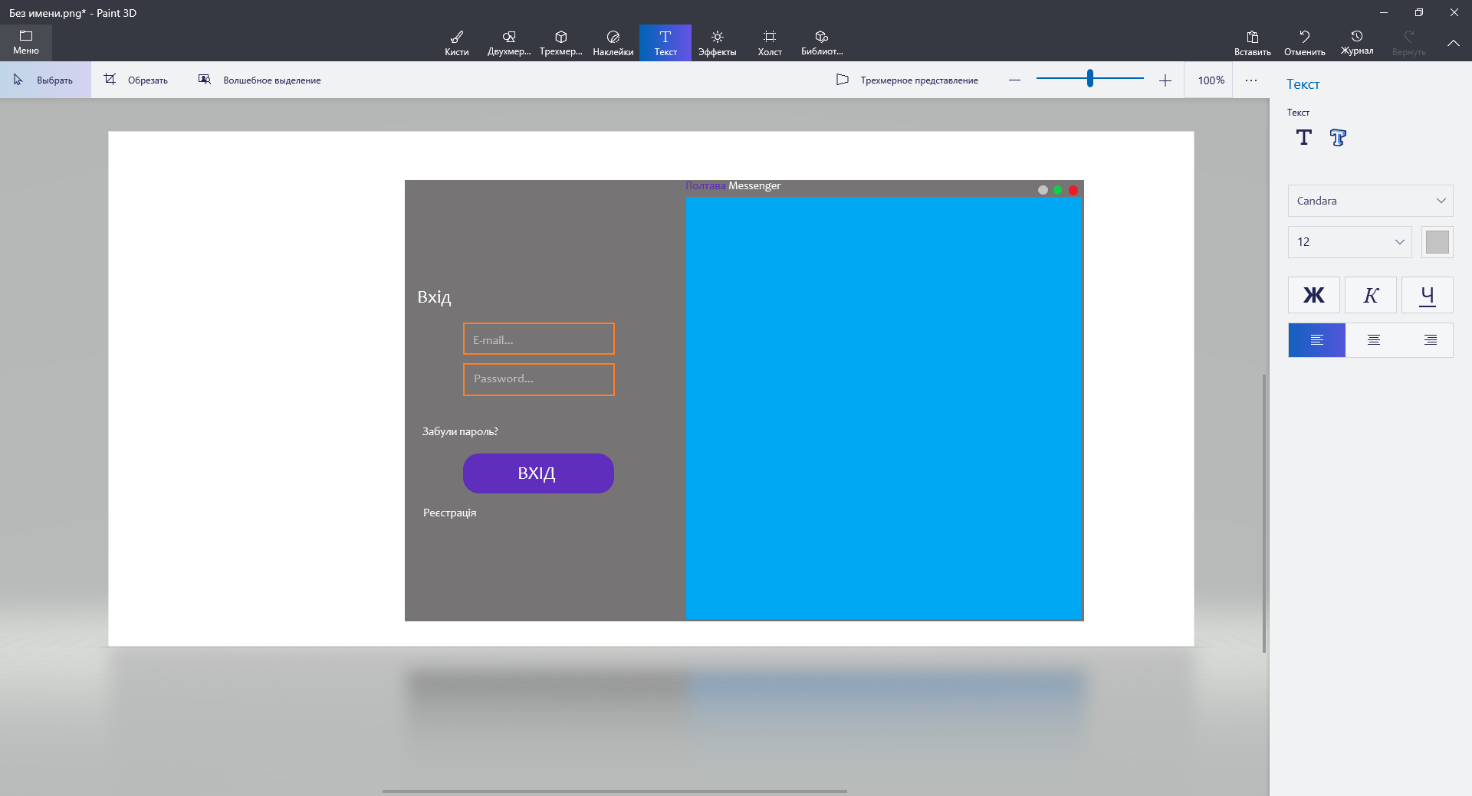 Без имени.png* - Paint 3D
Меню
Кисти
Двухмер...
Трехмер...
Наклейки
Текст
Эффекты
Холст
Библиот...
Вставить
Отменить
Журнал
Вернуть
Выбрать
Обрезать
Волшебное выделение
Трехмерное представление
100%
Текст
Текст
Candara
12
Ж
К
Ч
Полтава Messenger
Вхід
E-mail...
Password...
Забули пароль?
ВХІД
Реєстрація